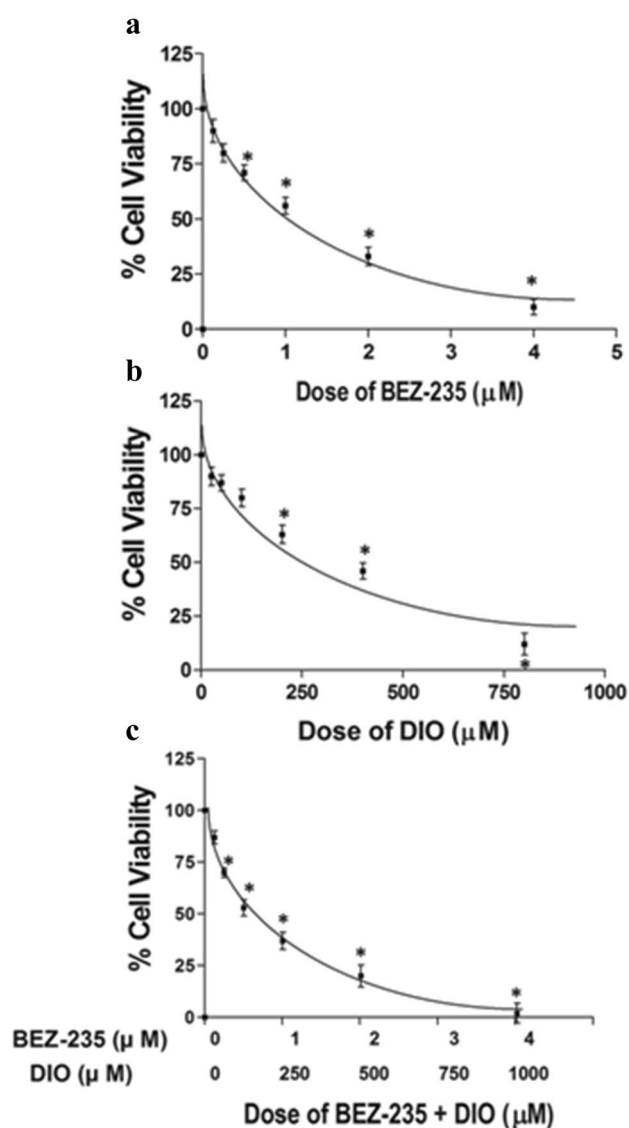 a
125
100
75
50
25
0
% Cell Viability
* * * *
0 1 2 3 4 5
Dose of BEZ-235 (μM)
b
125
100
75
50
25
0
% Cell Viability
* * *
0 250 500 750 1000
Dose of DIO (μM)
c
125
100
75
50
25
0
% Cell Viability
* * * * *
BEZ-235 (μ M) 0 1 2 3 4
DIO (μ M) 0 250 500 750 1000
Dose of BEZ-235 + DIO (μM)